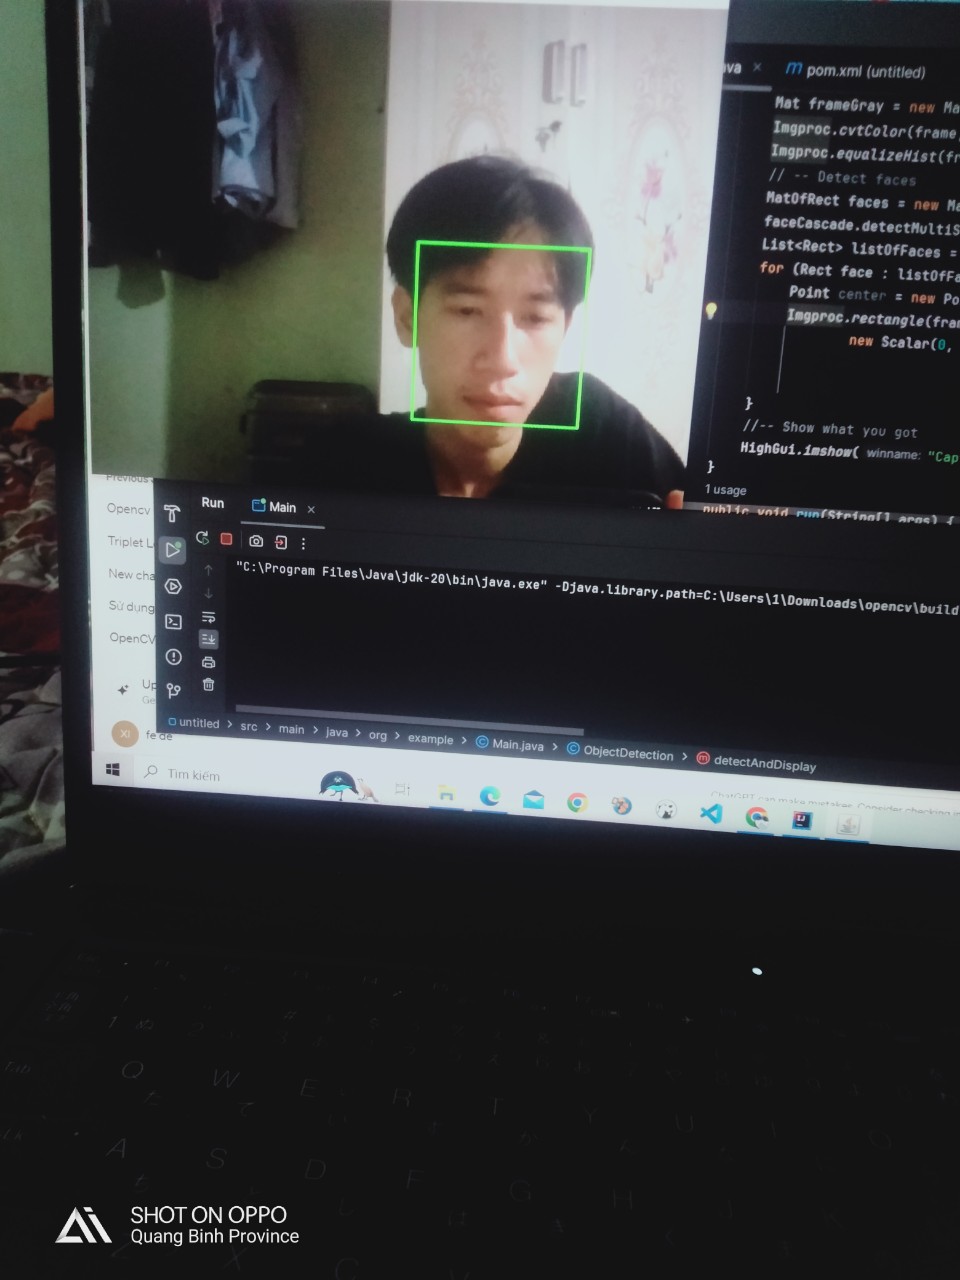 va × pom.xml (untitled)
Mat frameGray = new Ma
Imgproc.cvtColor(frame,
Imgproc.equalizeHist(fr
// -- Detect faces
MatOfRect faces = new Ma
faceCascade.detectMultiS
List<Rect> listOfFaces =
for (Rect face : listOfFa
Point center = new Po
Imgproc.rectangle(fram
new Scalar(0,
}
//-- Show what you got
HighGui.imshow( winname: "Cap
}
1 usage
public void run(String[] args) {
Previous
Opencv
Triplet L
New cha
Sử dụng
OpenCV
Up
Ge
XI fe de
Run Main ×
"C:\Program Files\Java\jdk-20\bin\java.exe" -Djava.library.path=C:\Users\1\Downloads\opencv\build
untitled > src > main > java > org > example > Main.java > ObjectDetection > detectAndDisplay
ChatGPT can make mistakes. Consider checking
Tìm kiếm
Q W E R T Y U
A S D F G H
SHOT ON OPPO
Quang Binh Province